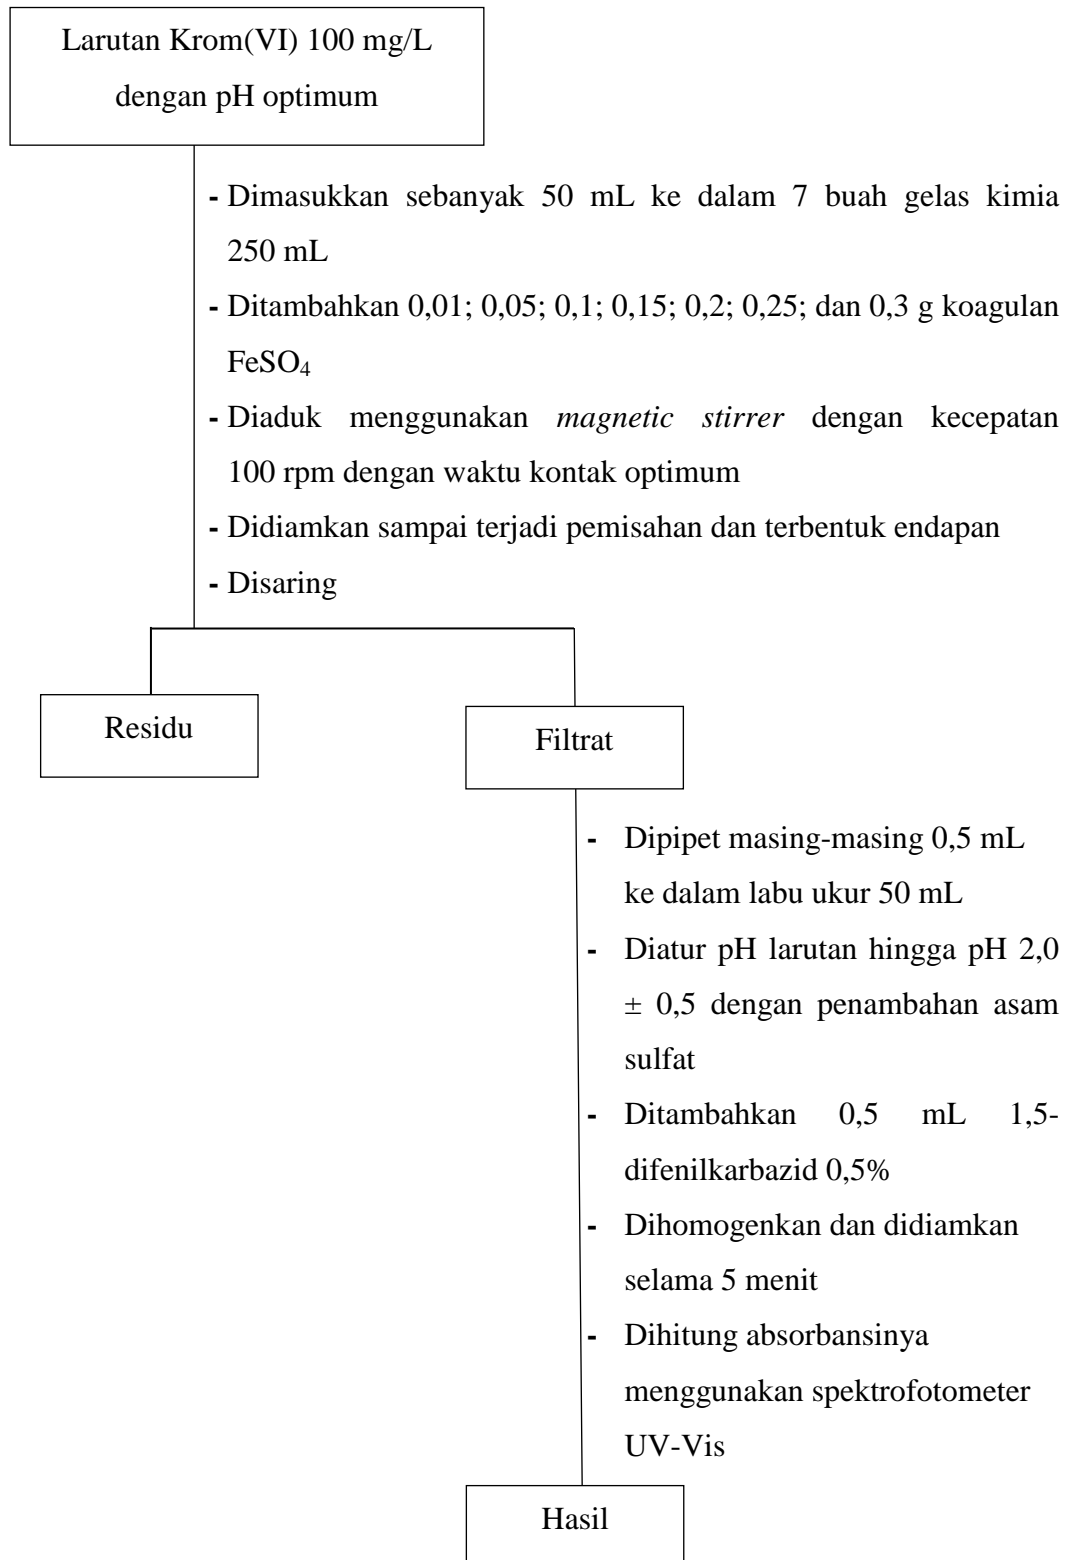 Larutan Krom(VI) 100 mg/L
dengan pH optimum
- Dimasukkan sebanyak 50 mL ke dalam 7 buah gelas kimia
250 mL
- Ditambahkan 0,01; 0,05; 0,1; 0,15; 0,2; 0,25; dan 0,3 g koagulan
FeSO₄
- Diaduk menggunakan magnetic stirrer dengan kecepatan
100 rpm dengan waktu kontak optimum
- Didiamkan sampai terjadi pemisahan dan terbentuk endapan
- Disaring
Residu
Filtrat
- Dipipet masing-masing 0,5 mL
ke dalam labu ukur 50 mL
- Diatur pH larutan hingga pH 2,0
± 0,5 dengan penambahan asam
sulfat
- Ditambahkan 0,5 mL 1,5-
difenilkarbazid 0,5%
- Dihomogenkan dan didiamkan
selama 5 menit
- Dihitung absorbansinya
menggunakan spektrofotometer
UV-Vis
Hasil